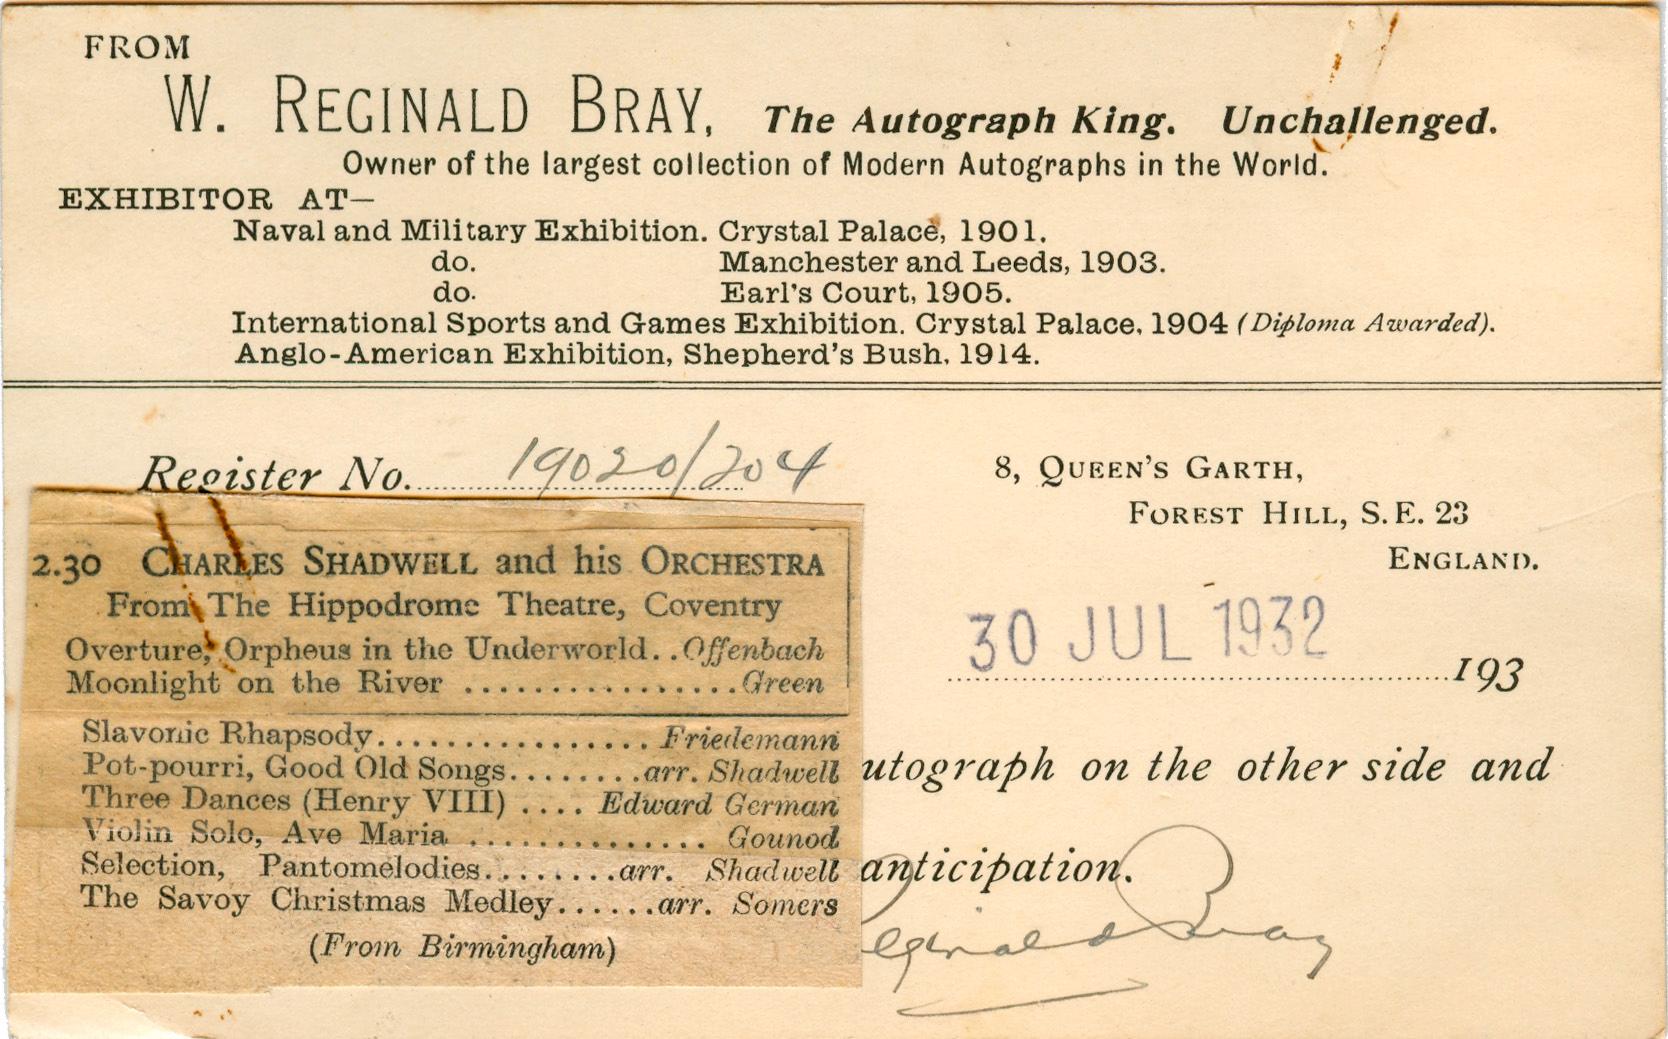 FROM
W. REGINALD BRAY, The Autograph King. Unchallenged.
Owner of the largest collection of Modern Autographs in the World.
EXHIBITOR AT—
Naval and Military Exhibition. Crystal Palace, 1901.
do. Manchester and Leeds, 1903.
do. Earl's Court, 1905.
International Sports and Games Exhibition. Crystal Palace, 1904 (Diploma Awarded).
Anglo-American Exhibition, Shepherd's Bush, 1914.
Register No. 19020/204
8, QUEEN'S GARTH,
FOREST HILL, S.E. 23
ENGLAND.
30 JUL 1932
193
utograph on the other side and
anticipation.
eginald Bray
2.30 CHARLES SHADWELL and his ORCHESTRA
From The Hippodrome Theatre, Coventry
Overture, Orpheus in the Underworld..Offenbach
Moonlight on the River ................Green
Slavonic Rhapsody................Friedemann
Pot-pourri, Good Old Songs........arr. Shadwell
Three Dances (Henry VIII) .... Edward German
Violin Solo, Ave Maria .............. Gounod
Selection, Pantomelodies........arr. Shadwell
The Savoy Christmas Medley......arr. Somers
(From Birmingham)